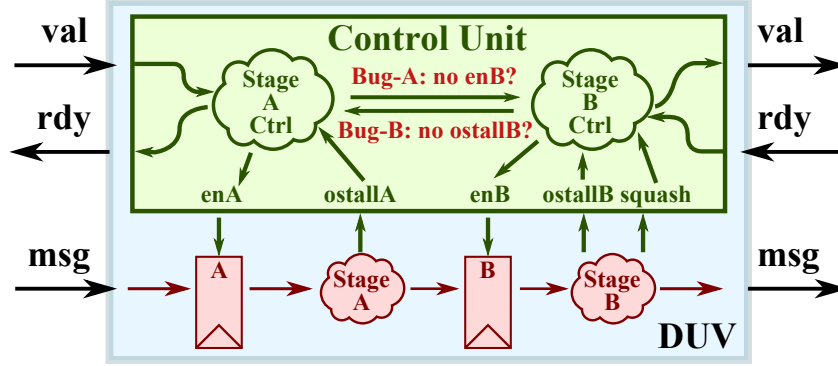 Control Unit
val
val
Stage
A
Ctrl
Bug-A: no enB?
Stage
B
Ctrl
rdy
Bug-B: no ostallB?
rdy
enA
ostallA
enB
ostallB
squash
msg
A
Stage
A
B
Stage
B
msg
DUV